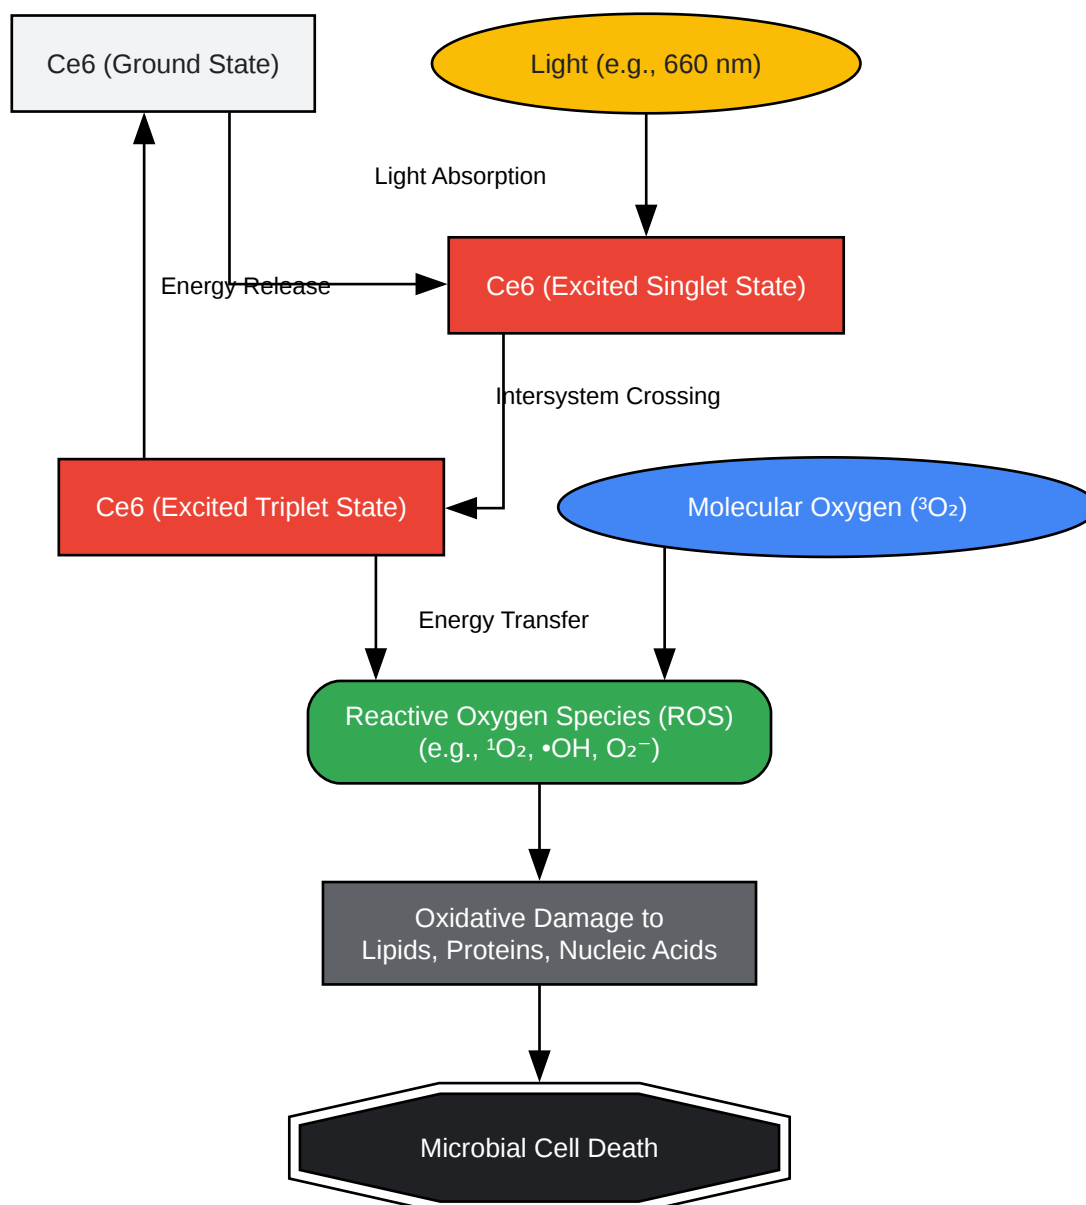 Ce6 (Ground State)
Light (e.g., 660 nm)
Light Absorption
Energy Release
Ce6 (Excited Singlet State)
Intersystem Crossing
Ce6 (Excited Triplet State)
Molecular Oxygen (³O₂)
Energy Transfer
Reactive Oxygen Species (ROS)
(e.g., ¹O₂, •OH, O₂⁻)
Oxidative Damage to
Lipids, Proteins, Nucleic Acids
Microbial Cell Death